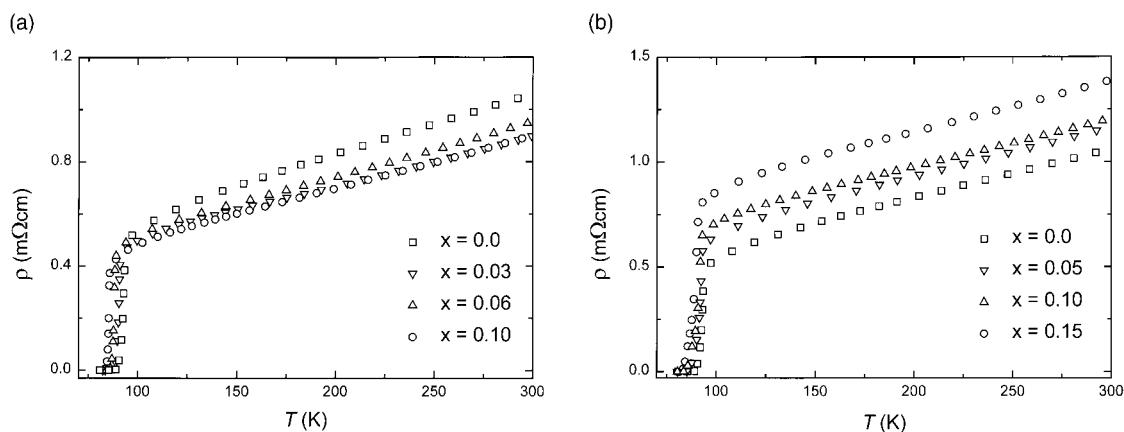 (a)
1.2
0.8
0.4
0.0
ρ (mΩcm)
100 150 200 250 300
T (K)
x = 0.0
x = 0.03
x = 0.06
x = 0.10
(b)
1.5
1.0
0.5
0.0
ρ (mΩcm)
100 150 200 250 300
T (K)
x = 0.0
x = 0.05
x = 0.10
x = 0.15